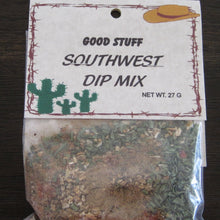 GOOD STUFF
SOUTHWEST
DIP MIX
NET WT. 27 G